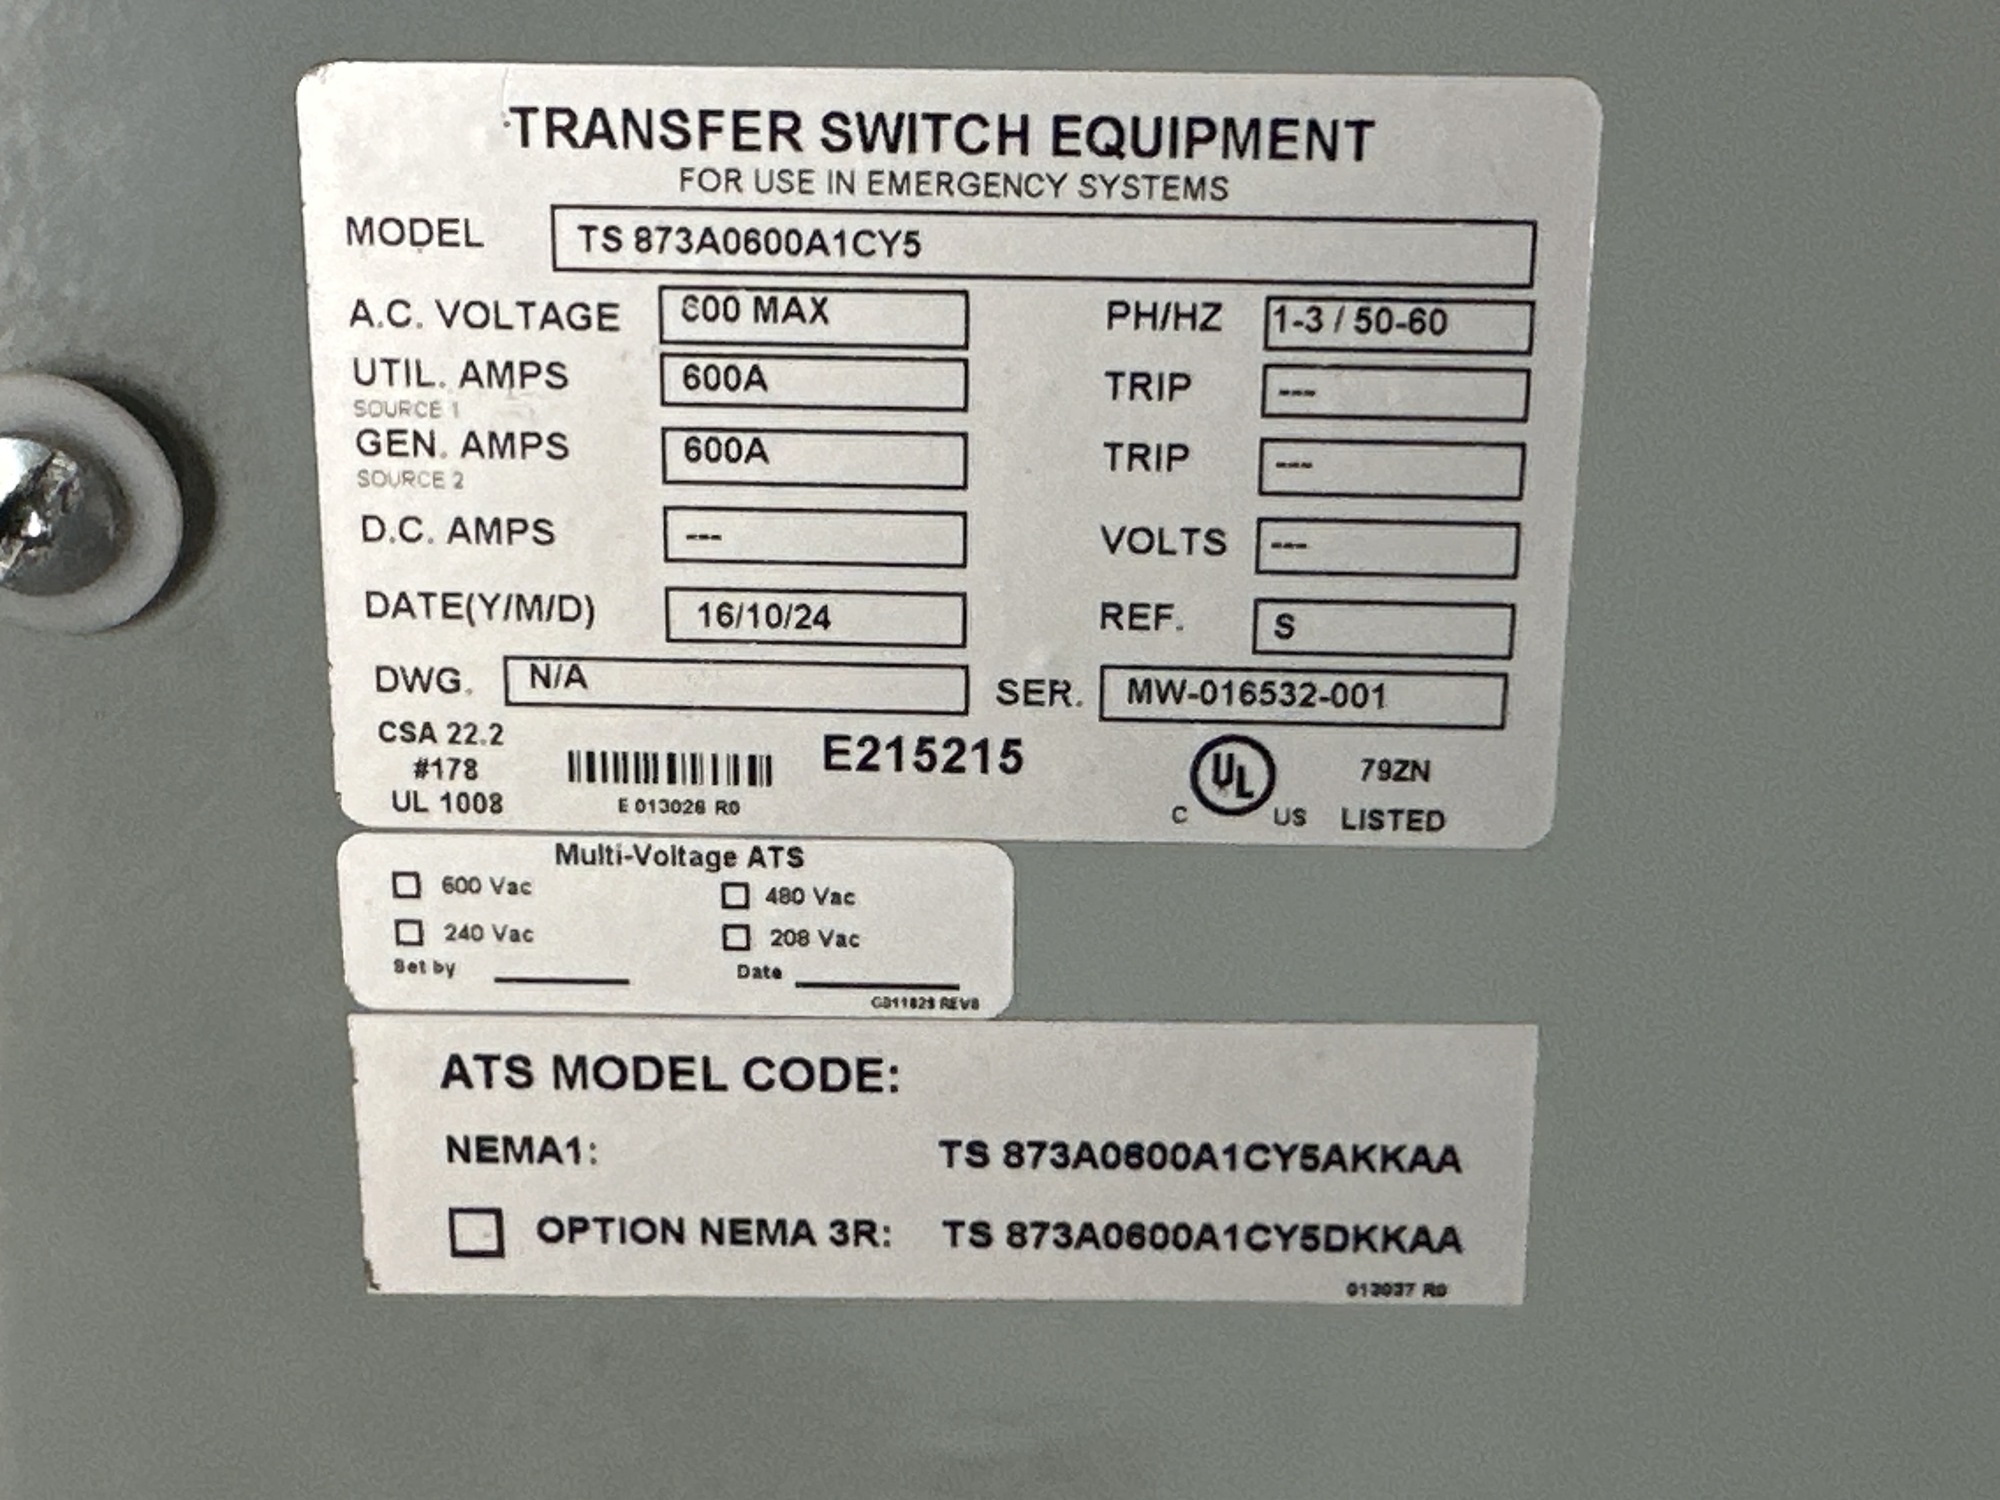 TRANSFER SWITCH EQUIPMENT
FOR USE IN EMERGENCY SYSTEMS
MODEL TS 873A0600A1CY5
A.C. VOLTAGE 600 MAX PH/HZ 1-3 / 50-60
UTIL. AMPS 600A TRIP ---
SOURCE 1
GEN. AMPS 600A TRIP ---
SOURCE 2
D.C. AMPS --- VOLTS ---
DATE(Y/M/D) 16/10/24 REF. S
DWG. N/A SER. MW-016532-001
CSA 22.2
#178
UL 1008
E 013026 R0
E215215
C UL US
79ZN
LISTED
Multi-Voltage ATS
600 Vac 480 Vac
240 Vac 208 Vac
Set by Date
REV
ATS MODEL CODE:
NEMA1: TS 873A0600A1CY5AKKAA
OPTION NEMA 3R: TS 873A0600A1CY5DKKAA
013037 R0